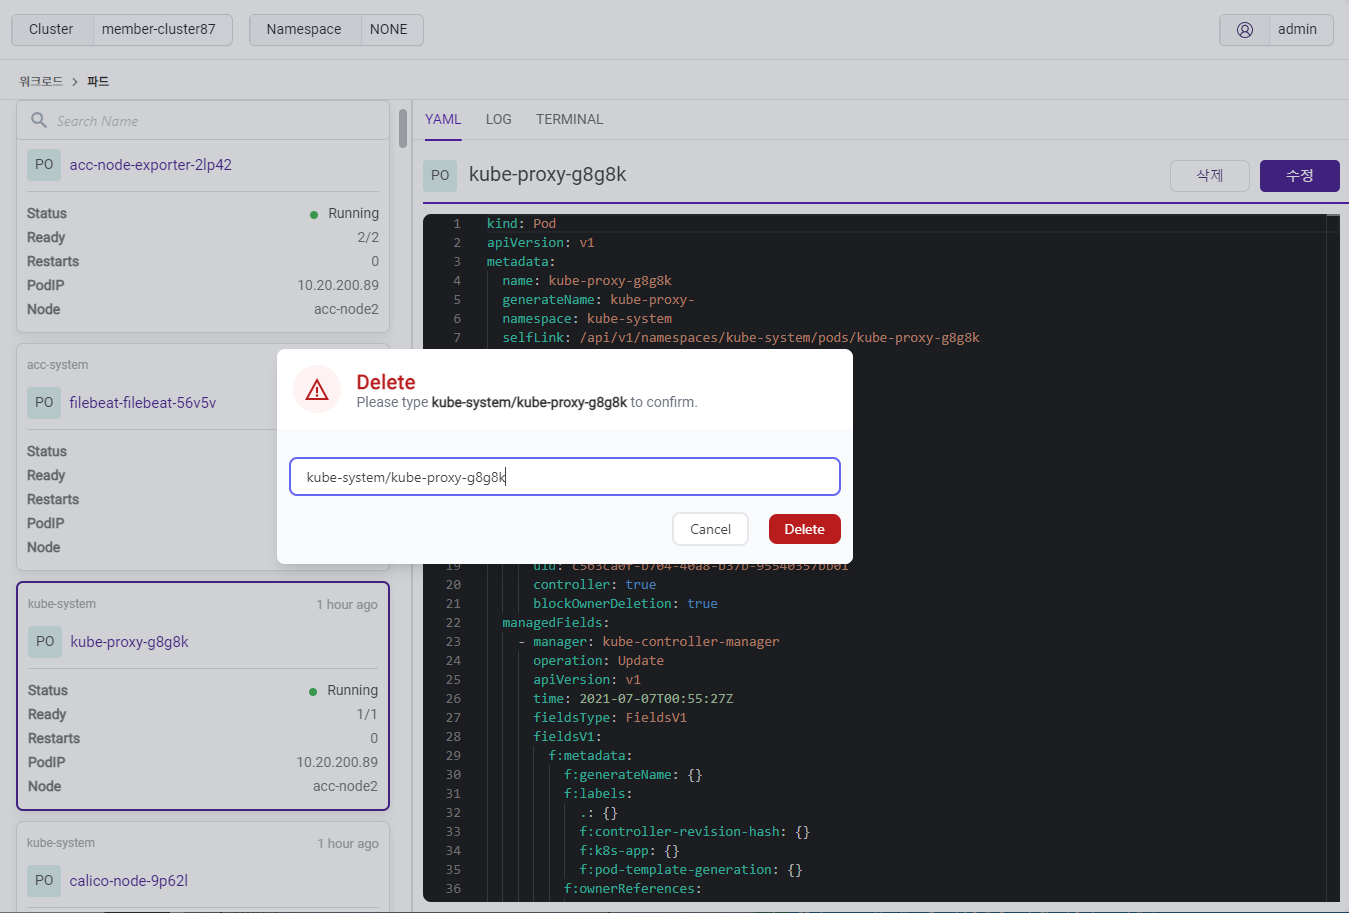 Cluster member-cluster87 Namespace NONE admin
워크로드 > 파드
Search Name
PO acc-node-exporter-2lp42
Status Running
Ready 2/2
Restarts 0
PodIP 10.20.200.89
Node acc-node2
acc-system
PO filebeat-filebeat-56v5v
Status
Ready
Restarts
PodIP
Node
kube-system 1 hour ago
PO kube-proxy-g8g8k
Status Running
Ready 1/1
Restarts 0
PodIP 10.20.200.89
Node acc-node2
kube-system 1 hour ago
PO calico-node-9p62l
YAML LOG TERMINAL
PO kube-proxy-g8g8k 삭제 수정
1 kind: Pod
2 apiVersion: v1
3 metadata:
4 name: kube-proxy-g8g8k
5 generateName: kube-proxy-
6 namespace: kube-system
7 selfLink: /api/v1/namespaces/kube-system/pods/kube-proxy-g8g8k
Delete
Please type kube-system/kube-proxy-g8g8k to confirm.
kube-system/kube-proxy-g8g8k
Cancel Delete
19 uid:
20 controller: true
21 blockOwnerDeletion: true
22 managedFields:
23 - manager: kube-controller-manager
24 operation: Update
25 apiVersion: v1
26 time: 2021-07-07T00:55:27Z
27 fieldsType: FieldsV1
28 fieldsV1:
29 f:metadata:
30 f:generateName: {}
31 f:labels:
32 .: {}
33 f:controller-revision-hash: {}
34 f:k8s-app: {}
35 f:pod-template-generation: {}
36 f:ownerReferences: